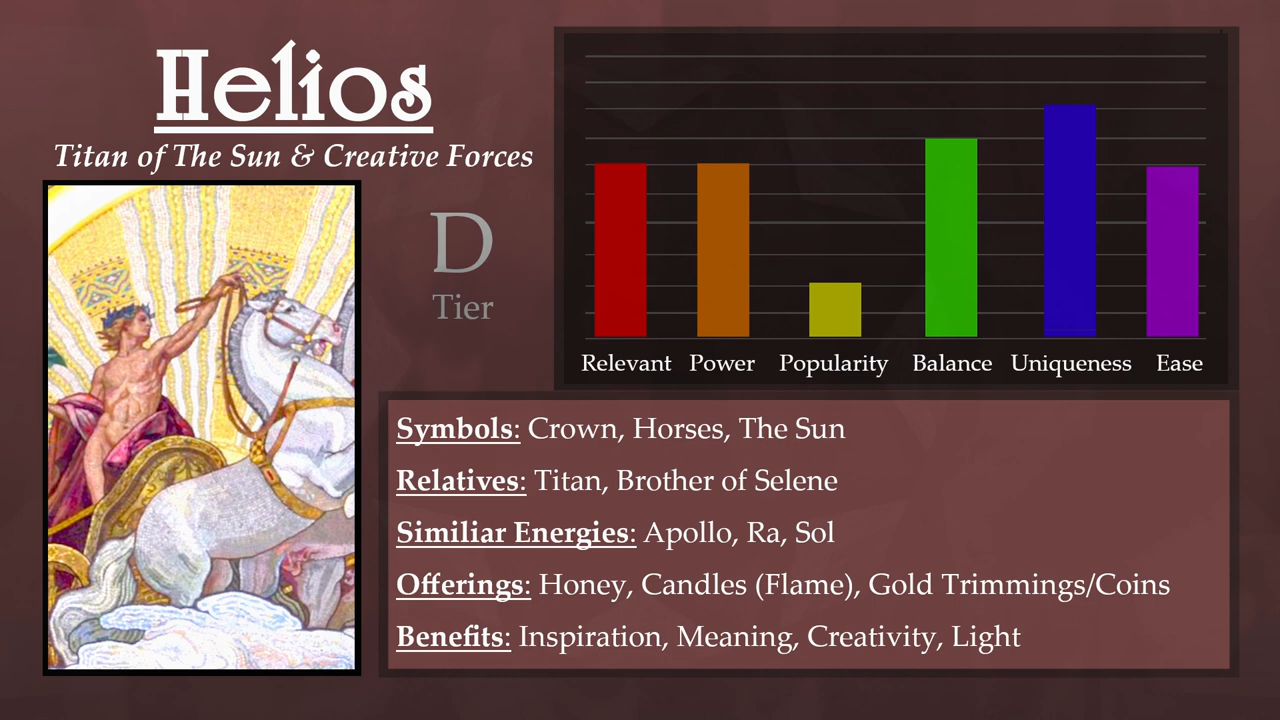 Helios
Titan of The Sun & Creative Forces
D
Tier
Relevant Power Popularity Balance Uniqueness Ease
Symbols: Crown, Horses, The Sun
Relatives: Titan, Brother of Selene
Similiar Energies: Apollo, Ra, Sol
Offerings: Honey, Candles (Flame), Gold Trimmings/Coins
Benefits: Inspiration, Meaning, Creativity, Light